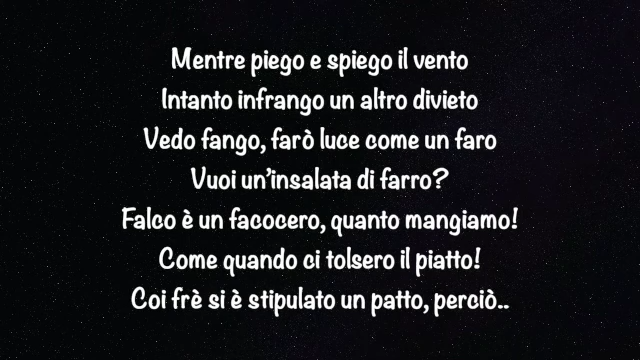 Mentre piego e spiego il vento
Intanto infrango un altro divieto
Vedo fango, farò luce come un faro
Vuoi un'insalata di farro?
Falco è un facocero, quanto mangiamo!
Come quando ci tolsero il piatto!
Coi frè si è stipulato un patto, perciò..